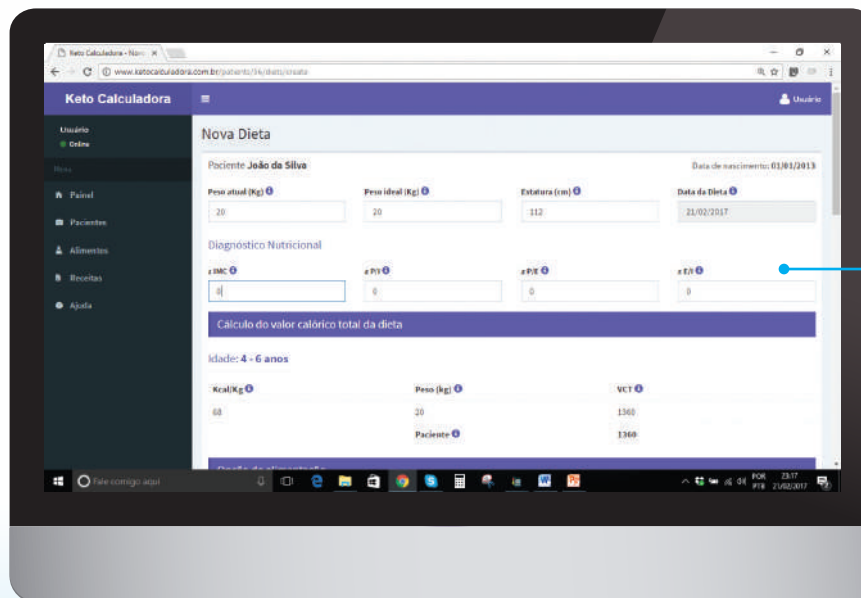 Keto Calculadora - Nov
www.ketocalculadora.com.br/patients/36/diets/create
Keto Calculadora
Usuário
Usuário
Online
Menu
Painel
Pacientes
Alimentos
Receitas
Ajuda
Nova Dieta
Paciente João da Silva
Data de nascimento: 01/01/2013
Peso atual (Kg) Peso ideal (Kg) Estatura (cm) Data da Dieta
20 20 112 21/02/2017
Diagnóstico Nutricional
z IMC z P/I z P/E z E/I
0 0 0 0
Cálculo do valor calórico total da dieta
Idade: 4 - 6 anos
Kcal/Kg Peso (kg) VCT
68 20 1360
Paciente 1360
Opção de alimentação
Fale comigo aqui
POR 23:17
PTB 21/02/2017